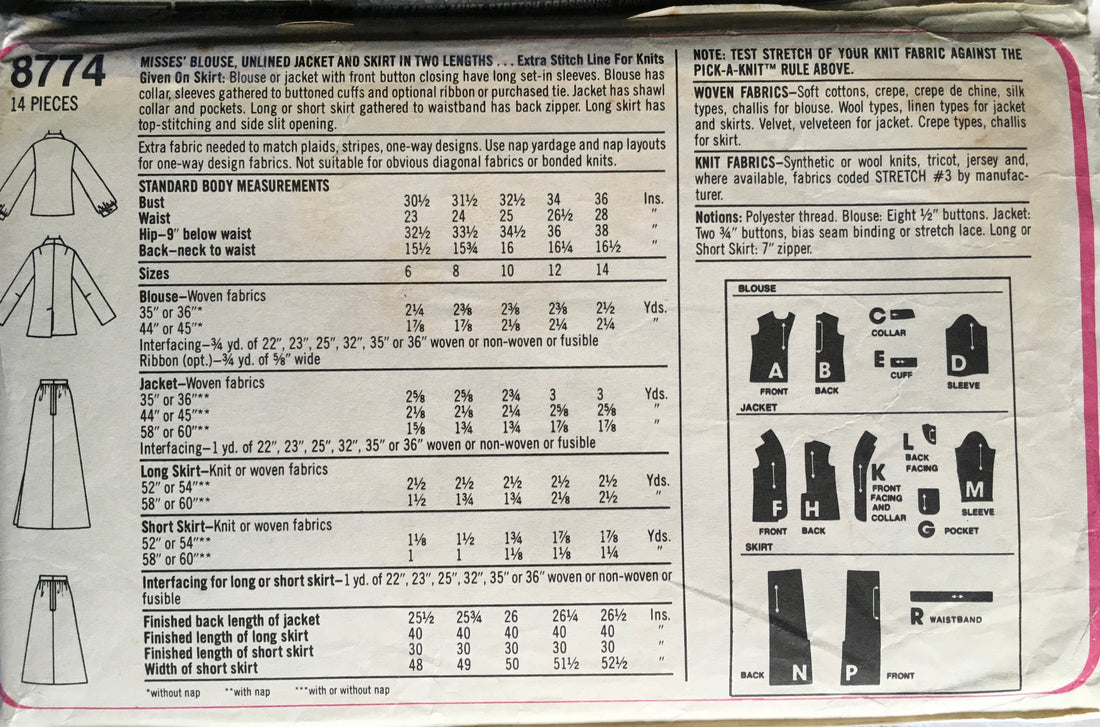 8774
14 PIECES
MISSES' BLOUSE, UNLINED JACKET AND SKIRT IN TWO LENGTHS . . . Extra Stitch Line For Knits
Given On Skirt: Blouse or jacket with front button closing have long set-in sleeves. Blouse has
collar, sleeves gathered to buttoned cuffs and optional ribbon or purchased tie. Jacket has shawl
collar and pockets. Long or short skirt gathered to waistband has back zipper. Long skirt has
top-stitching and side slit opening.
Extra fabric needed to match plaids, stripes, one-way designs. Use nap yardage and nap layouts
for one-way design fabrics. Not suitable for obvious diagonal fabrics or bonded knits.
STANDARD BODY MEASUREMENTS
Bust 30½ 31½ 32½ 34 36 Ins.
Waist 23 24 25 26½ 28 "
Hip–9" below waist 32½ 33½ 34½ 36 38 "
Back–neck to waist 15½ 15¾ 16 16¼ 16½ "
Sizes 6 8 10 12 14
Blouse–Woven fabrics
35" or 36"* 2¼ 2⅜ 2⅜ 2⅜ 2½ Yds.
44" or 45"* 1⅞ 1⅞ 2⅛ 2¼ 2¼ "
Interfacing–¾ yd. of 22", 23", 25", 32", 35" or 36" woven or non-woven or fusible
Ribbon (opt.)–¾ yd. of ⅝" wide
Jacket–Woven fabrics
35" or 36"** 2⅝ 2⅝ 2¾ 3 3 Yds.
44" or 45"** 2⅛ 2⅛ 2¼ 2⅝ 2⅝ "
58" or 60"** 1⅝ 1¾ 1¾ 1⅞ 1⅞ "
Interfacing–1 yd. of 22", 23", 25", 32", 35" or 36" woven or non-woven or fusible
Long Skirt–Knit or woven fabrics
52" or 54"** 2½ 2½ 2½ 2½ 2½ Yds.
58" or 60"** 1½ 1¾ 1¾ 2⅛ 2½ "
Short Skirt–Knit or woven fabrics
52" or 54"** 1⅛ 1½ 1¾ 1⅞ 1⅞ Yds.
58" or 60"** 1 1 1⅛ 1⅛ 1¼ "
Interfacing for long or short skirt–1 yd. of 22", 23", 25", 32", 35" or 36" woven or non-woven or
fusible
Finished back length of jacket 25½ 25¾ 26 26¼ 26½ Ins.
Finished length of long skirt 40 40 40 40 40 "
Finished length of short skirt 30 30 30 30 30 "
Width of short skirt 48 49 50 51½ 52½ "
*without nap **with nap ***with or without nap
NOTE: TEST STRETCH OF YOUR KNIT FABRIC AGAINST THE
PICK-A-KNIT™ RULE ABOVE.
WOVEN FABRICS–Soft cottons, crepe, crepe de chine, silk
types, challis for blouse. Wool types, linen types for jacket
and skirts. Velvet, velveteen for jacket. Crepe types, challis
for skirt.
KNIT FABRICS–Synthetic or wool knits, tricot, jersey and,
where available, fabrics coded STRETCH #3 by manufac-
turer.
Notions: Polyester thread. Blouse: Eight ½" buttons. Jacket:
Two ¾" buttons, bias seam binding or stretch lace. Long or
Short Skirt: 7" zipper.
BLOUSE
A
FRONT
B
BACK
C
COLLAR
E
CUFF
D
SLEEVE
JACKET
F
FRONT
H
BACK
K
FRONT
FACING
AND
COLLAR
L
BACK
FACING
G
POCKET
M
SLEEVE
SKIRT
BACK
N
P
FRONT
R WAISTBAND